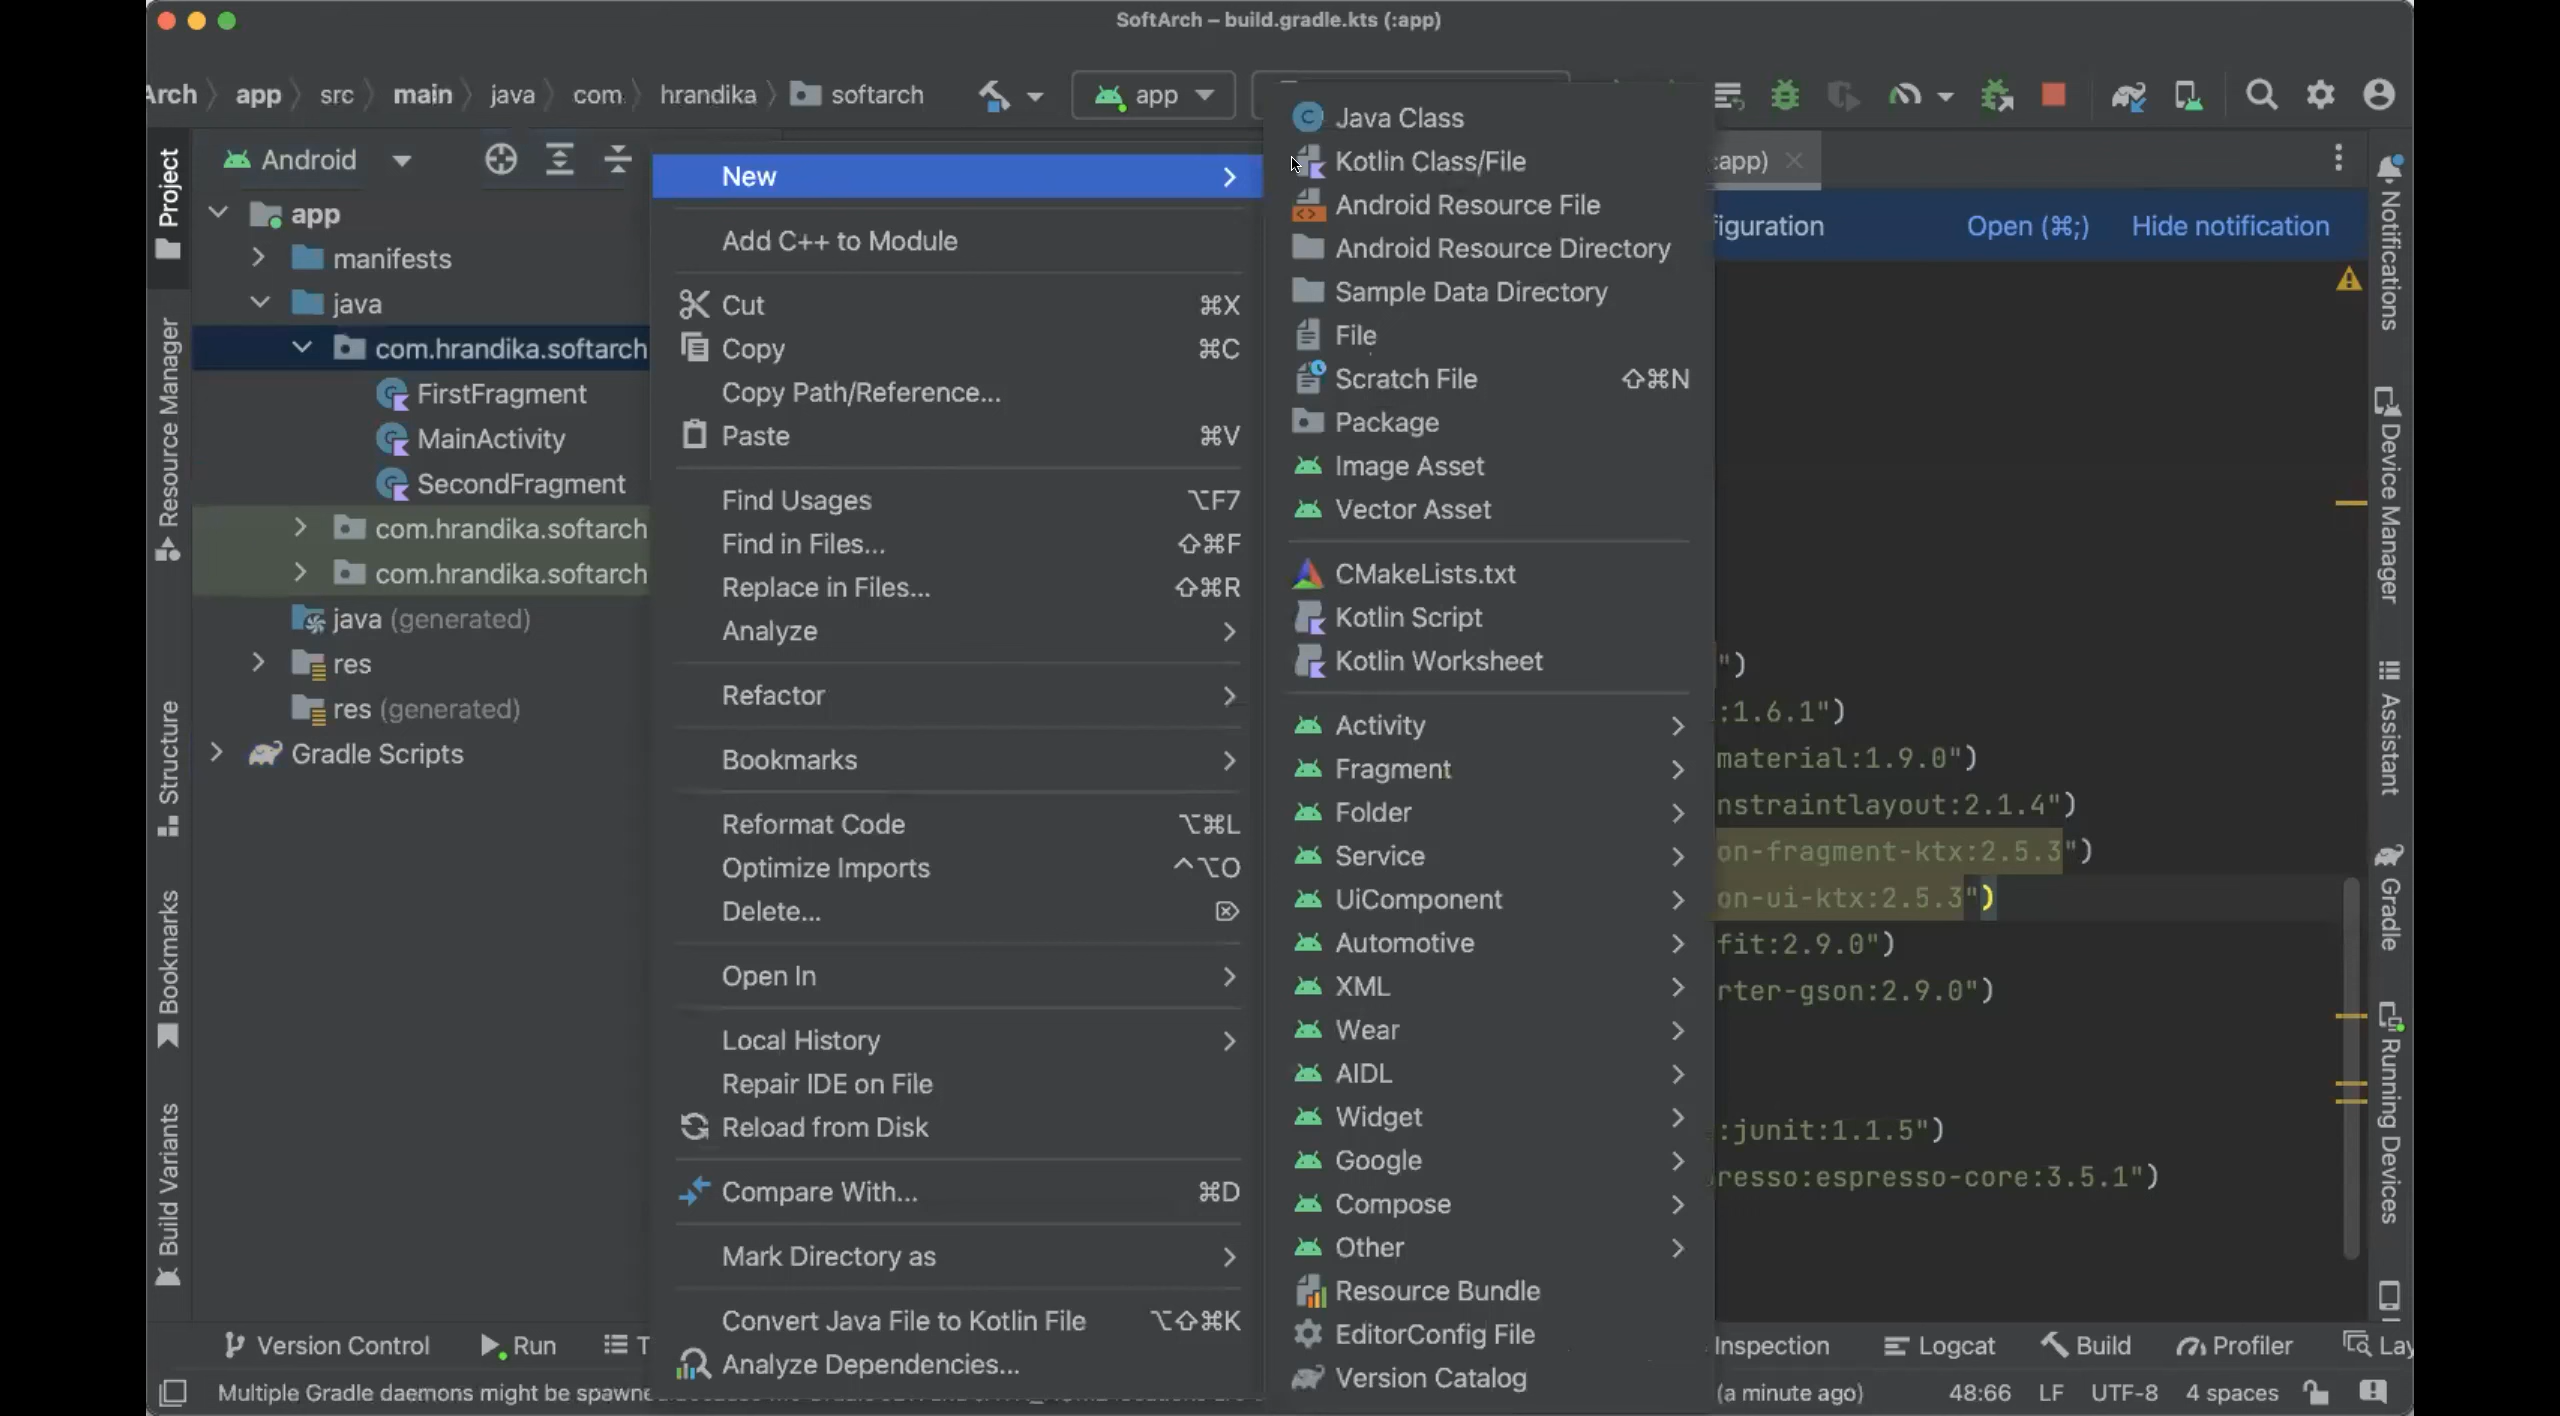 SoftArch – build.gradle.kts (:app)
Arch app src main java com hrandika softarch
app
Project
Resource Manager
Structure
Bookmarks
Build Variants
Android
app
manifests
java
com.hrandika.softarch
FirstFragment
MainActivity
SecondFragment
com.hrandika.softarch
com.hrandika.softarch
java (generated)
res
res (generated)
Gradle Scripts
New
Add C++ to Module
Cut ⌘X
Copy ⌘C
Copy Path/Reference...
Paste ⌘V
Find Usages ⌥F7
Find in Files... ⇧⌘F
Replace in Files... ⇧⌘R
Analyze
Refactor
Bookmarks
Reformat Code ⌥⌘L
Optimize Imports ^⌥O
Delete... ⌦
Open In
Local History
Repair IDE on File
Reload from Disk
Compare With... ⌘D
Mark Directory as
Convert Java File to Kotlin File ⌥⇧⌘K
Analyze Dependencies...
Java Class
Kotlin Class/File
Android Resource File
Android Resource Directory
Sample Data Directory
File
Scratch File ⇧⌘N
Package
Image Asset
Vector Asset
CMakeLists.txt
Kotlin Script
Kotlin Worksheet
Activity
Fragment
Folder
Service
UiComponent
Automotive
XML
Wear
AIDL
Widget
Google
Compose
Other
Resource Bundle
EditorConfig File
Version Catalog
:app)
figuration Open (⌘;) Hide notification
")
:1.6.1")
material:1.9.0")
nstraintlayout:2.1.4")
on-fragment-ktx:2.5.3")
on-ui-ktx:2.5.3")
fit:2.9.0")
rter-gson:2.9.0")
:junit:1.1.5")
resso:espresso-core:3.5.1")
Notifications
Device Manager
Assistant
Gradle
Running Devices
Version Control Run T
Inspection Logcat Build Profiler Lay
Multiple Gradle daemons might be spawne
(a minute ago) 48:66 LF UTF-8 4 spaces